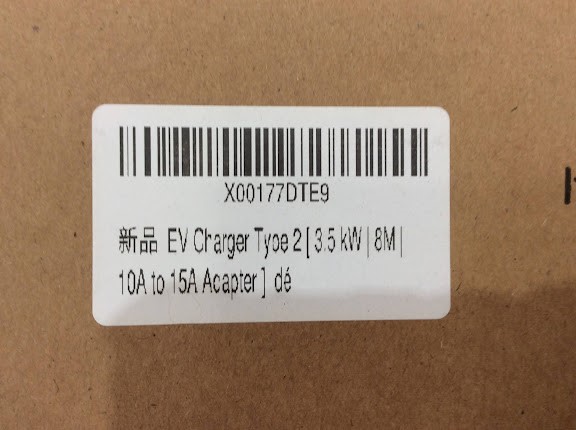 X00177DTE9
新品 EV Charger Type 2 [ 3.5 kW | 8M |
10A to 15A Adapter ] dé